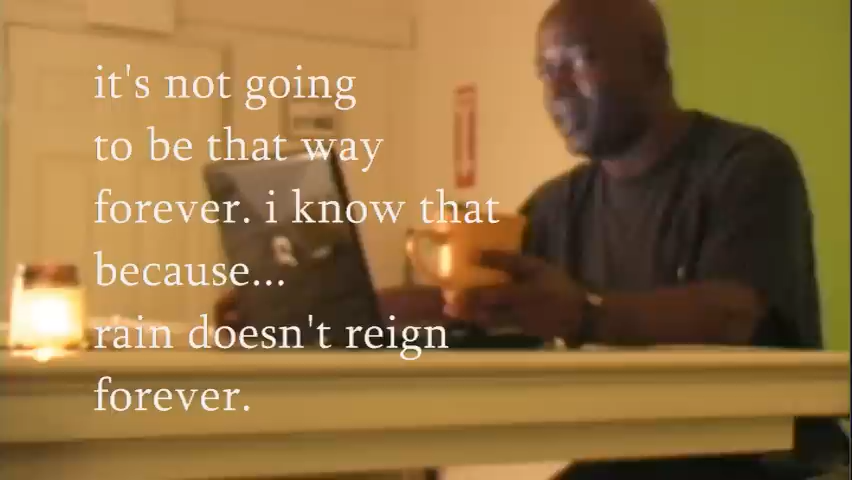 it's not going
to be that way
forever. i know that
because...
rain doesn't reign
forever.